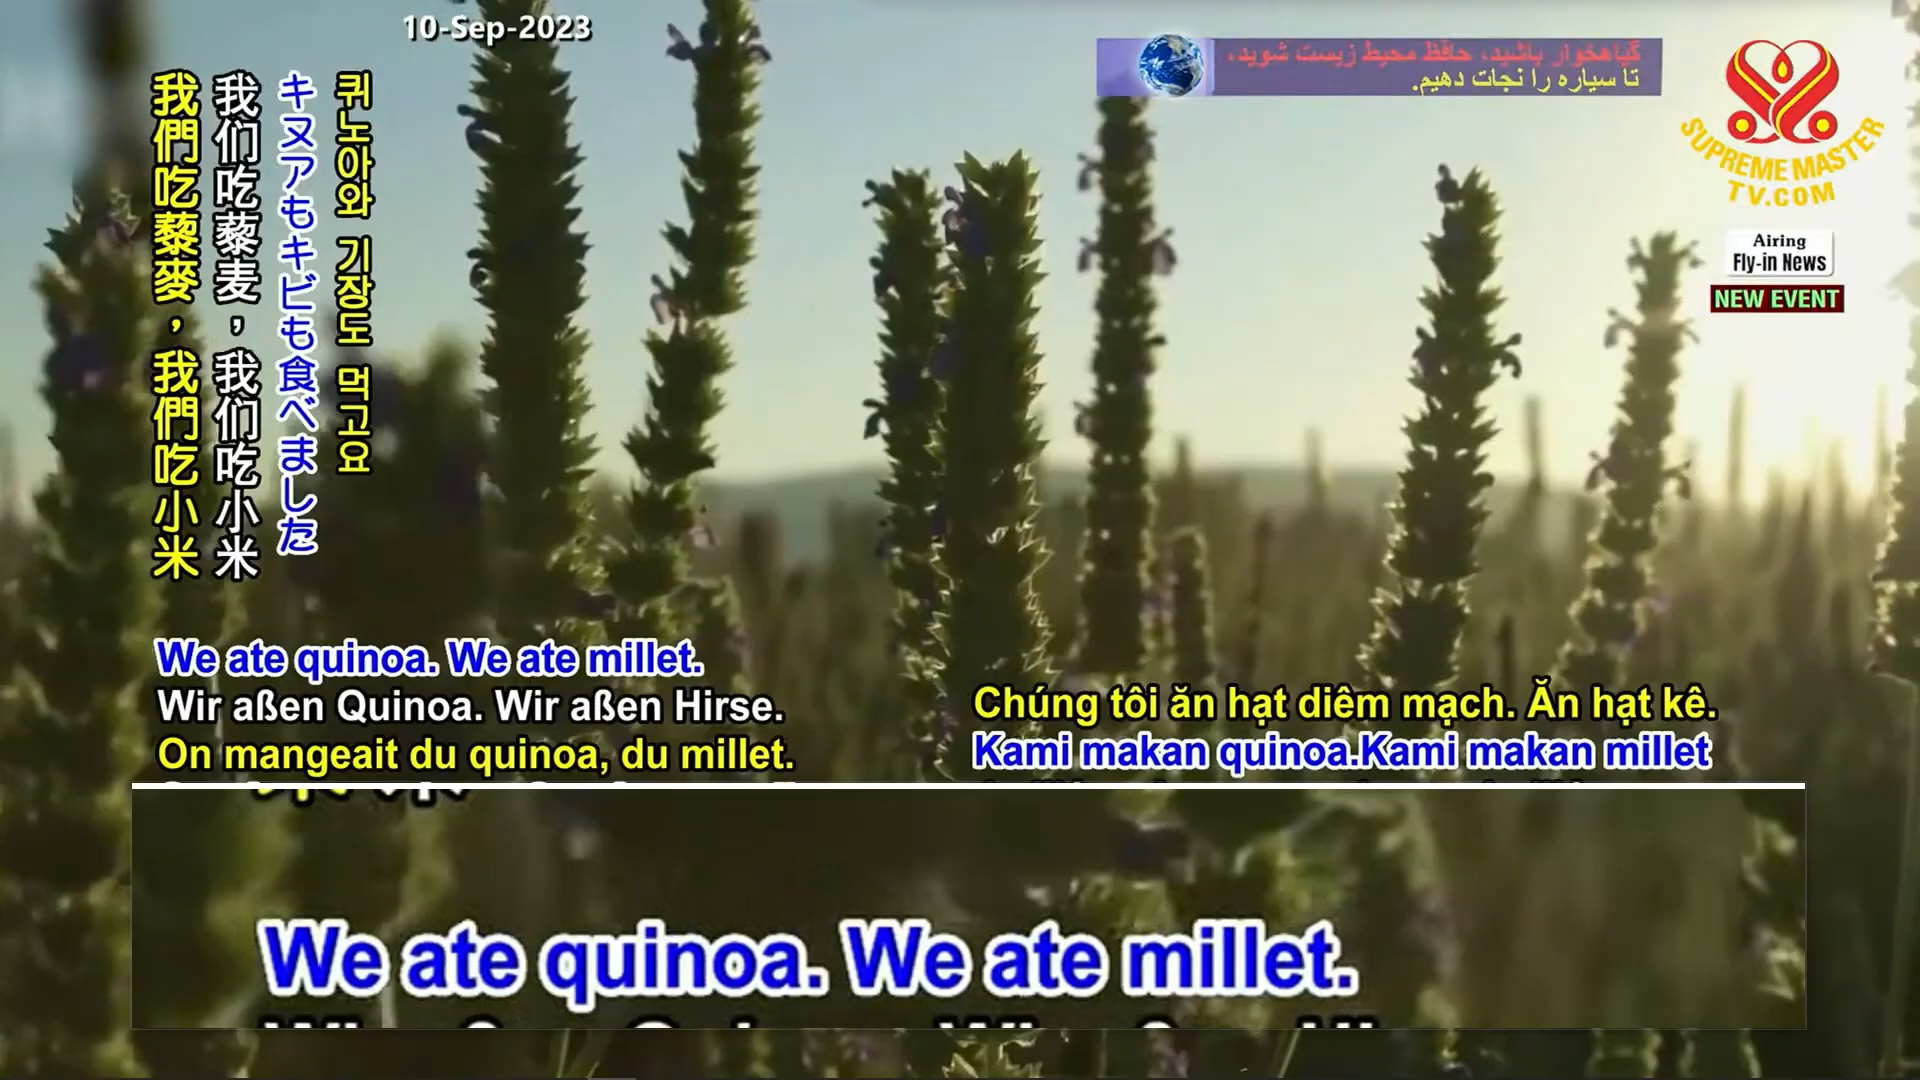 10-Sep-2023
گیاهخوار باشید، حافظ محیط زیست شوید،
تا سیاره را نجات دهیم.
SUPREME MASTER
TV.COM
Airing
Fly-in News
NEW EVENT
퀴노아와 기장도 먹고요
キヌアもキビも食べました
我们吃藜麦，我们吃小米
我們吃藜麥，我們吃小米
We ate quinoa. We ate millet.
Wir aßen Quinoa. Wir aßen Hirse.
On mangeait du quinoa, du millet.
Chúng tôi ăn hạt diêm mạch. Ăn hạt kê.
Kami makan quinoa.Kami makan millet
We ate quinoa. We ate millet.